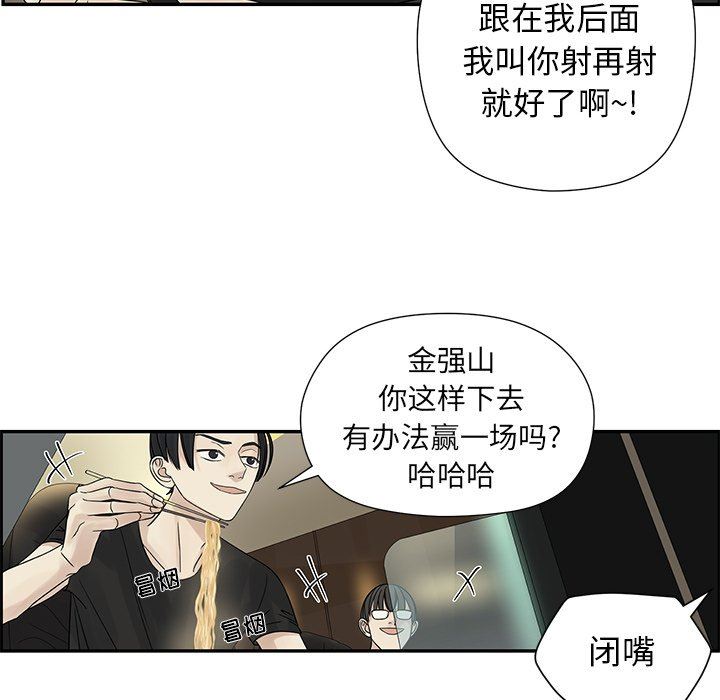 跟在我后面
我叫你射再射
就好了啊~!
金强山
你这样下去
有办法赢一场吗?
哈哈哈
冒烟
冒烟
闭嘴